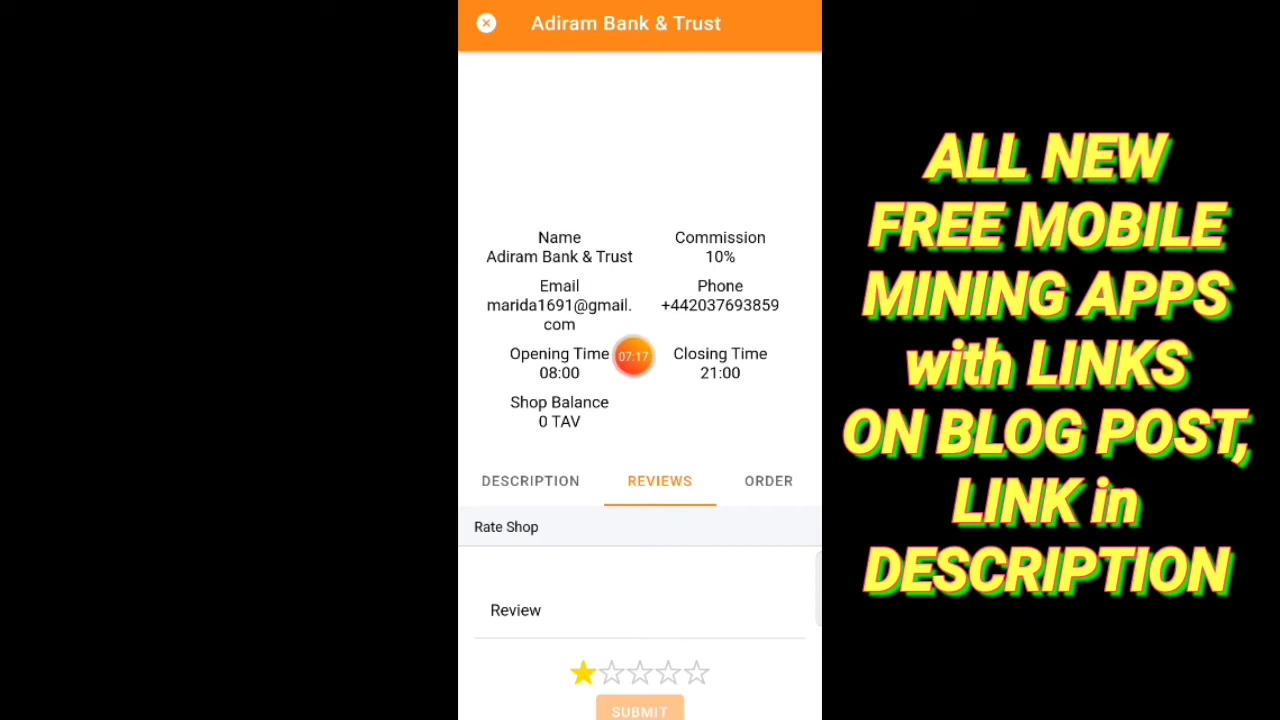 Adiram Bank & Trust
Name
Adiram Bank & Trust
Commission
10%
Email
marida1691@gmail.
com
Phone
+442037693859
Opening Time
08:00
07:17
Closing Time
21:00
Shop Balance
0 TAV
DESCRIPTION
REVIEWS
ORDER
Rate Shop
Review
SUBMIT
ALL NEW
FREE MOBILE
MINING APPS
with LINKS
ON BLOG POST,
LINK in
DESCRIPTION